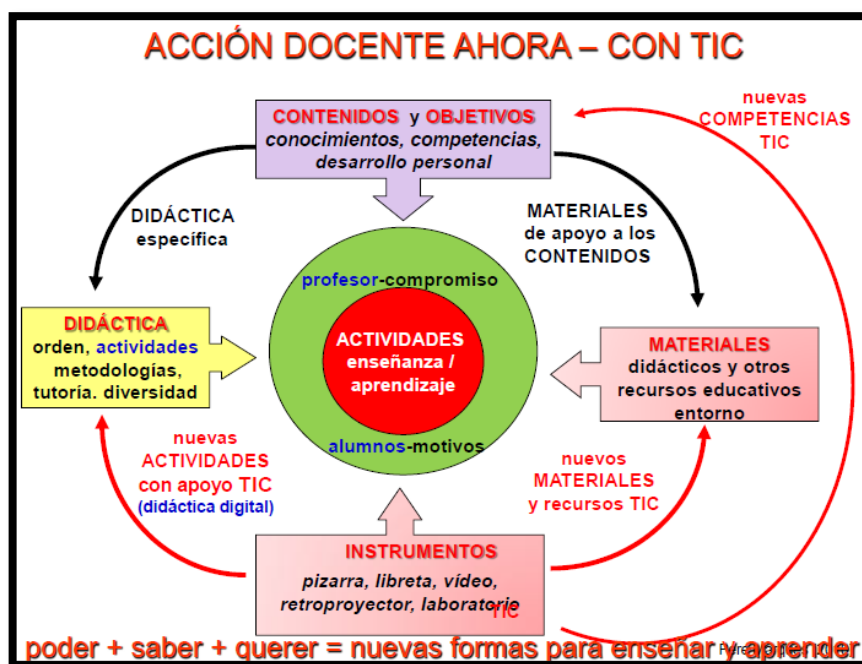 ACCIÓN DOCENTE AHORA – CON TIC
nuevas
COMPETENCIAS
TIC
CONTENIDOS y OBJETIVOS
conocimientos, competencias,
desarrollo personal
DIDÁCTICA
específica
MATERIALES
de apoyo a los
CONTENIDOS
profesor-compromiso
ACTIVIDADES
enseñanza /
aprendizaje
alumnos-motivos
DIDÁCTICA
orden, actividades
metodologías,
tutoría. diversidad
MATERIALES
didácticos y otros
recursos educativos
entorno
nuevas
ACTIVIDADES
con apoyo TIC
(didáctica digital)
nuevos
MATERIALES
y recursos TIC
INSTRUMENTOS
pizarra, libreta, vídeo,
retroproyector, laboratorio
TIC
poder + saber + querer = nuevas formas para enseñar y aprender